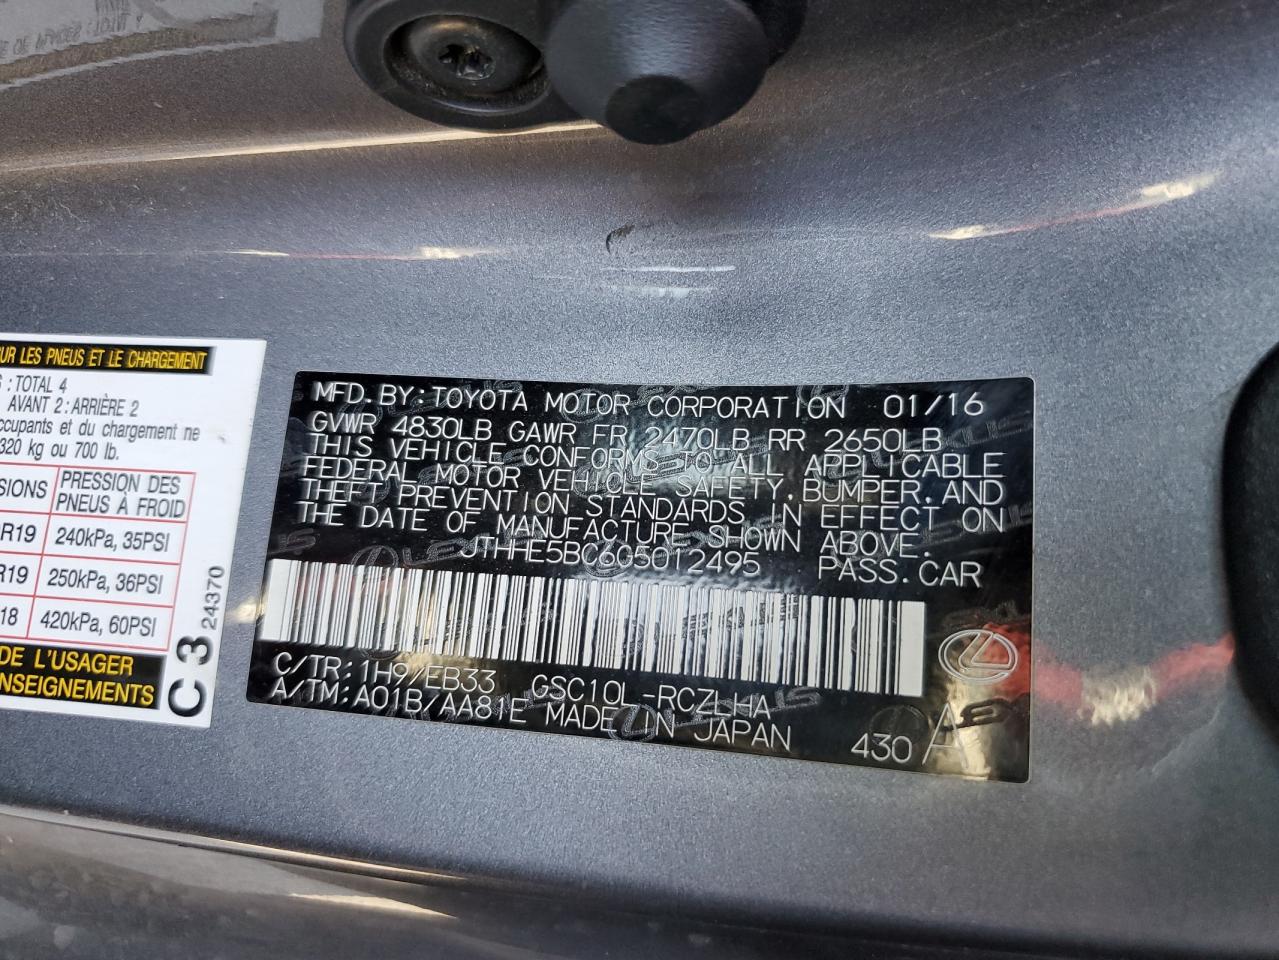 UR LES PNEUS ET LE CHARGEMENT
S : TOTAL 4
AVANT 2 : ARRIÈRE 2
ccupants et du chargement ne
320 kg ou 700 lb.
SIONS PRESSION DES PNEUS À FROID
R19 240kPa, 35PSI
R19 250kPa, 36PSI
18 420kPa, 60PSI
DE L'USAGER
ENSEIGNEMENTS
C3 24370
MFD.BY:TOYOTA MOTOR CORPORATION 01/16
GVWR 4830LB GAWR FR 2470LB RR 2650LB
THIS VEHICLE CONFORMS TO ALL APPLICABLE
FEDERAL MOTOR VEHICLE SAFETY,BUMPER,AND
THEFT PREVENTION STANDARDS IN EFFECT ON
THE DATE OF MANUFACTURE SHOWN ABOVE.
JTHHE5BC605012495 PASS.CAR
C/TR:1H9/EB33 GSC10L-RCZLHA
A/TM:A01B/AA81E MADE IN JAPAN 430 A